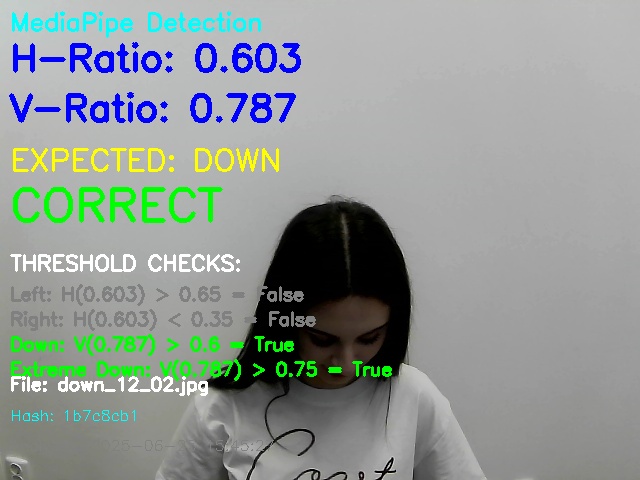 MediaPipe Detection
H-Ratio: 0.603
V-Ratio: 0.787
EXPECTED: DOWN
CORRECT
THRESHOLD CHECKS:
Left: H(0.603) > 0.65 = False
Right: H(0.603) < 0.35 = False
Down: V(0.787) > 0.6 = True
Extreme Down: V(0.787) > 0.75 = True
File: down_12_02.jpg
Hash: 1b7c8cb1